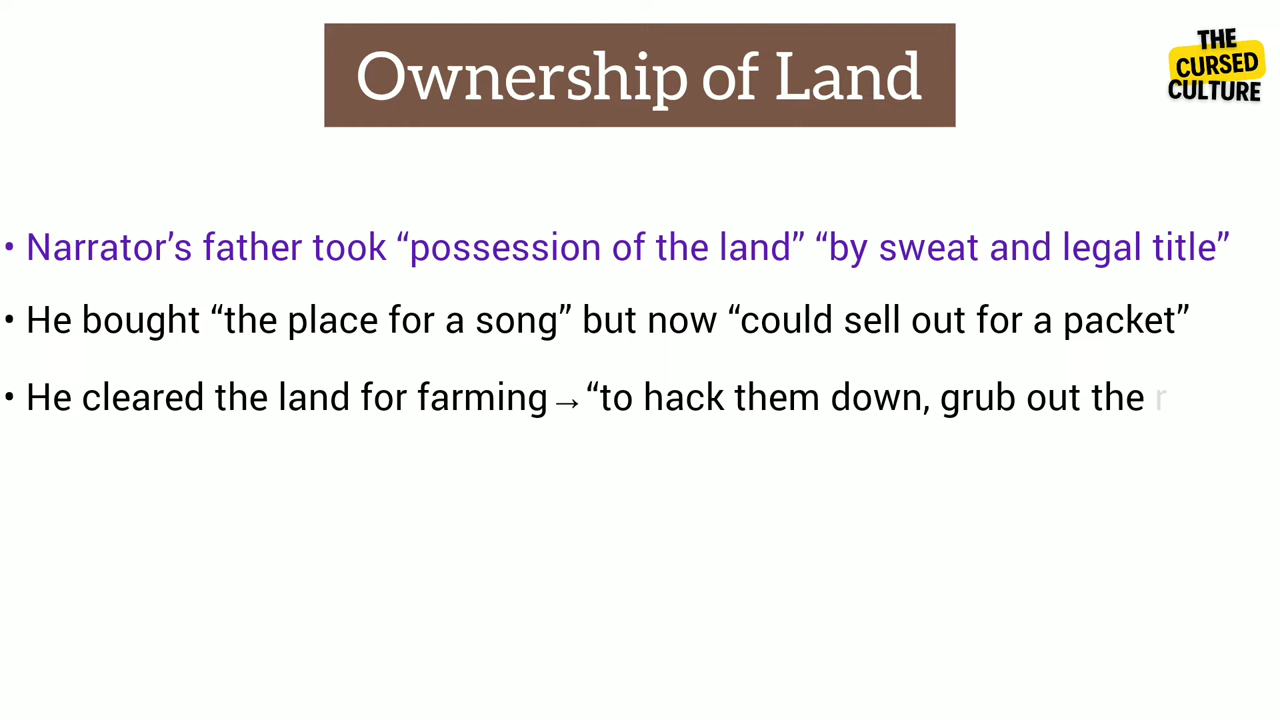 Ownership of Land
THE
CURSED
CULTURE
• Narrator’s father took “possession of the land” “by sweat and legal title”
• He bought “the place for a song” but now “could sell out for a packet”
• He cleared the land for farming→“to hack them down, grub out the r